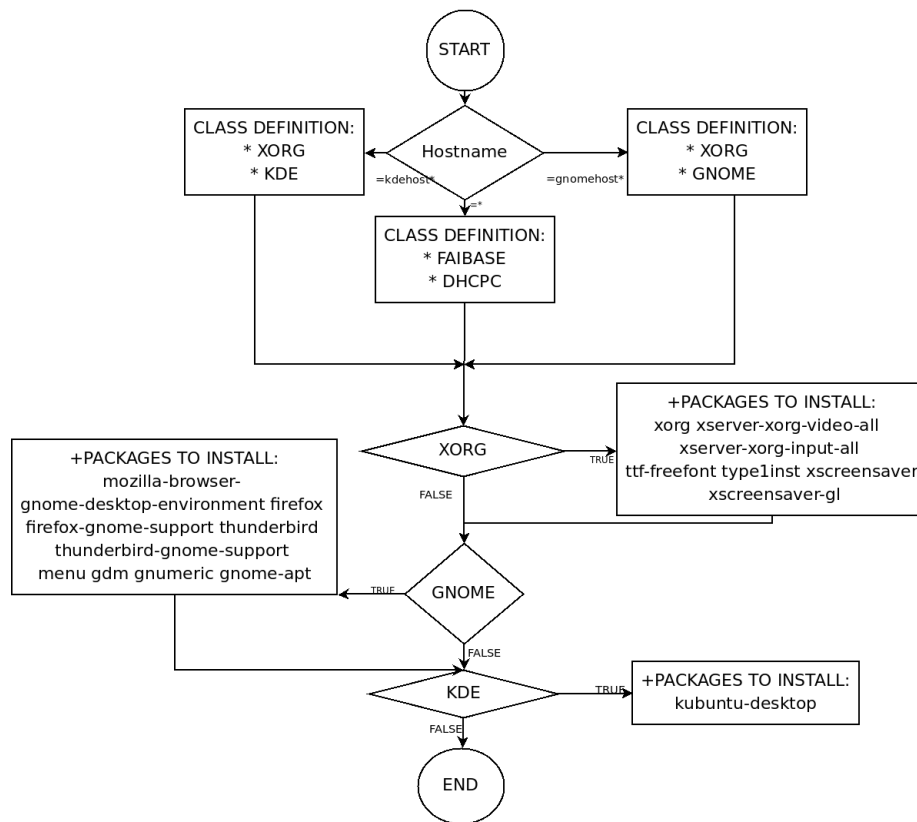 START
Hostname
CLASS DEFINITION:
* XORG
* KDE
=kdehost*
CLASS DEFINITION:
* XORG
* GNOME
=gnomehost*
=*
CLASS DEFINITION:
* FAIBASE
* DHCPC
XORG
TRUE
+PACKAGES TO INSTALL:
xorg xserver-xorg-video-all
xserver-xorg-input-all
ttf-freefont type1inst xscreensaver
xscreensaver-gl
FALSE
GNOME
TRUE
+PACKAGES TO INSTALL:
mozilla-browser-
gnome-desktop-environment firefox
firefox-gnome-support thunderbird
thunderbird-gnome-support
menu gdm gnumeric gnome-apt
FALSE
KDE
TRUE
+PACKAGES TO INSTALL:
kubuntu-desktop
FALSE
END